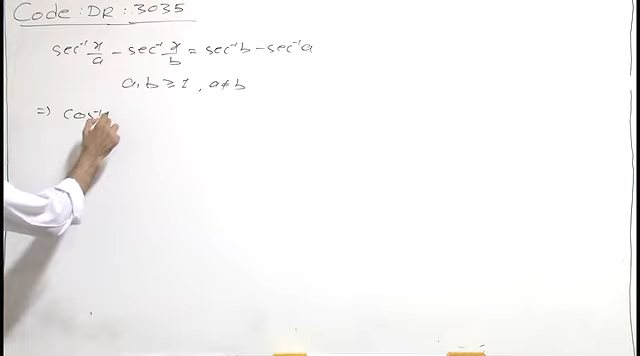 Code : DR : 3035
sec⁻¹ x/a - sec⁻¹ x/b = sec⁻¹b - sec⁻¹a
a, b ≥ 1, a ≠ b
⇒ cos⁻¹